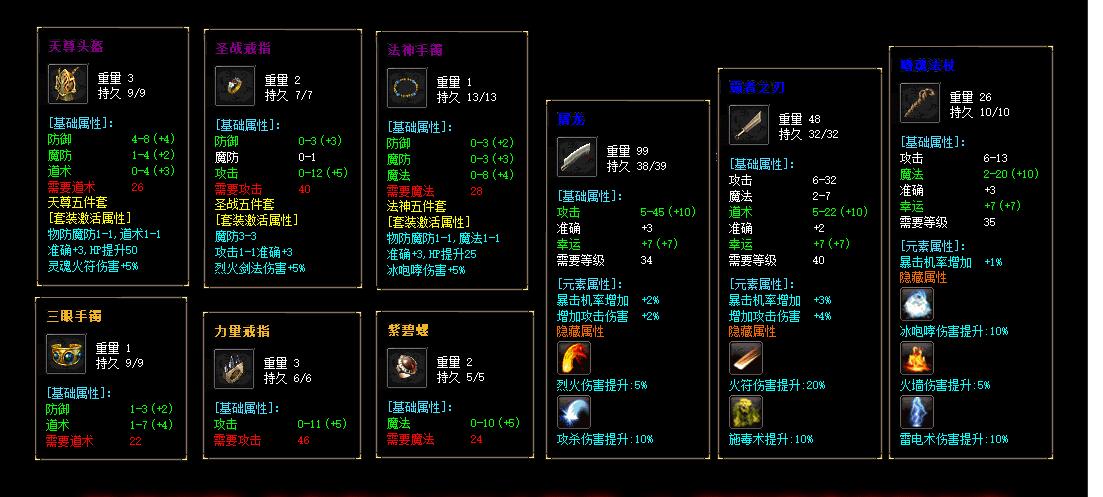 天尊头盔
重量 3
持久 9/9
[基础属性]:
防御 4-8(+4)
魔防 1-4(+2)
道术 0-4(+3)
需要道术 26
天尊五件套
[套装激活属性]
物防魔防1-1,道术1-1
准确+3,HP提升50
灵魂火符伤害+5%
圣战戒指
重量 2
持久 7/7
[基础属性]:
防御 0-3(+3)
魔防 0-1
攻击 0-12(+5)
需要攻击 40
圣战五件套
[套装激活属性]
魔防3-3
攻击1-1准确+3
烈火剑法伤害+5%
法神手镯
重量 1
持久 13/13
[基础属性]:
防御 0-3(+2)
魔防 0-3(+3)
魔法 0-8(+4)
需要魔法 28
法神五件套
[套装激活属性]
物防魔防1-1,魔法1-1
准确+3,HP提升25
冰咆哮伤害+5%
三眼手镯
重量 1
持久 9/9
[基础属性]:
防御 1-3(+2)
道术 1-7(+4)
需要道术 22
力量戒指
重量 3
持久 6/6
[基础属性]:
攻击 0-11(+5)
需要攻击 46
紫碧螺
重量 2
持久 5/5
[基础属性]:
魔法 0-10(+5)
需要魔法 24
屠龙
重量 99
持久 38/39
[基础属性]:
攻击 5-45(+10)
准确 +3
幸运 +7(+7)
需要等级 34
[元素属性]:
暴击机率增加 +2%
增加攻击伤害 +2%
隐藏属性
烈火伤害提升:5%
攻杀伤害提升:10%
霸者之刃
重量 48
持久 32/32
[基础属性]:
攻击 6-32
魔法 2-7
道术 5-22(+10)
准确 +2
幸运 +7(+7)
需要等级 40
[元素属性]:
暴击机率增加 +3%
增加攻击伤害 +4%
隐藏属性
火符伤害提升:20%
施毒术提升:10%
嗜魂法杖
重量 26
持久 10/10
[基础属性]:
攻击 6-13
魔法 2-20(+10)
准确 +3
幸运 +7(+7)
需要等级 35
[元素属性]:
暴击机率增加 +1%
隐藏属性
冰咆哮伤害提升:10%
火墙伤害提升:5%
雷电术伤害提升:10%